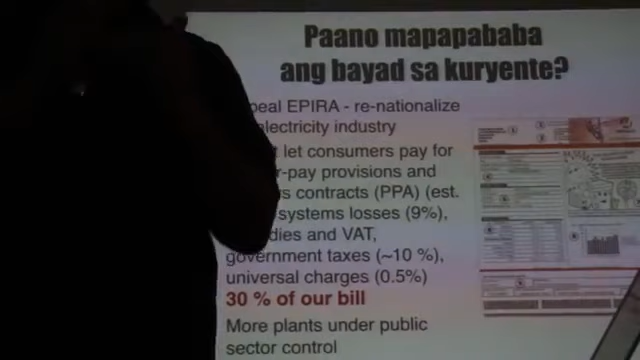 Paano mapapababa
ang bayad sa kuryente?
peal EPIRA - re-nationalize
lectricity industry
t let consumers pay for
r-pay provisions and
s contracts (PPA) (est.
systems losses (9%),
dies and VAT,
government taxes (~10 %),
universal charges (0.5%)
30 % of our bill
More plants under public
sector control